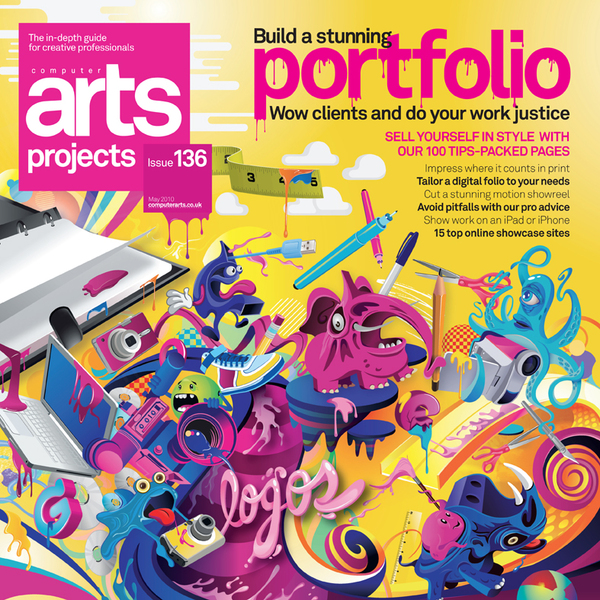 The in-depth guide
for creative professionals
computer
arts
projects
Issue 136
May 2010
computerarts.co.uk
Build a stunning
portfolio
Wow clients and do your work justice
SELL YOURSELF IN STYLE WITH
OUR 100 TIPS-PACKED PAGES
Impress where it counts in print
Tailor a digital folio to your needs
Cut a stunning motion showreel
Avoid pitfalls with our pro advice
Show work on an iPad or iPhone
15 top online showcase sites
3
5
logos